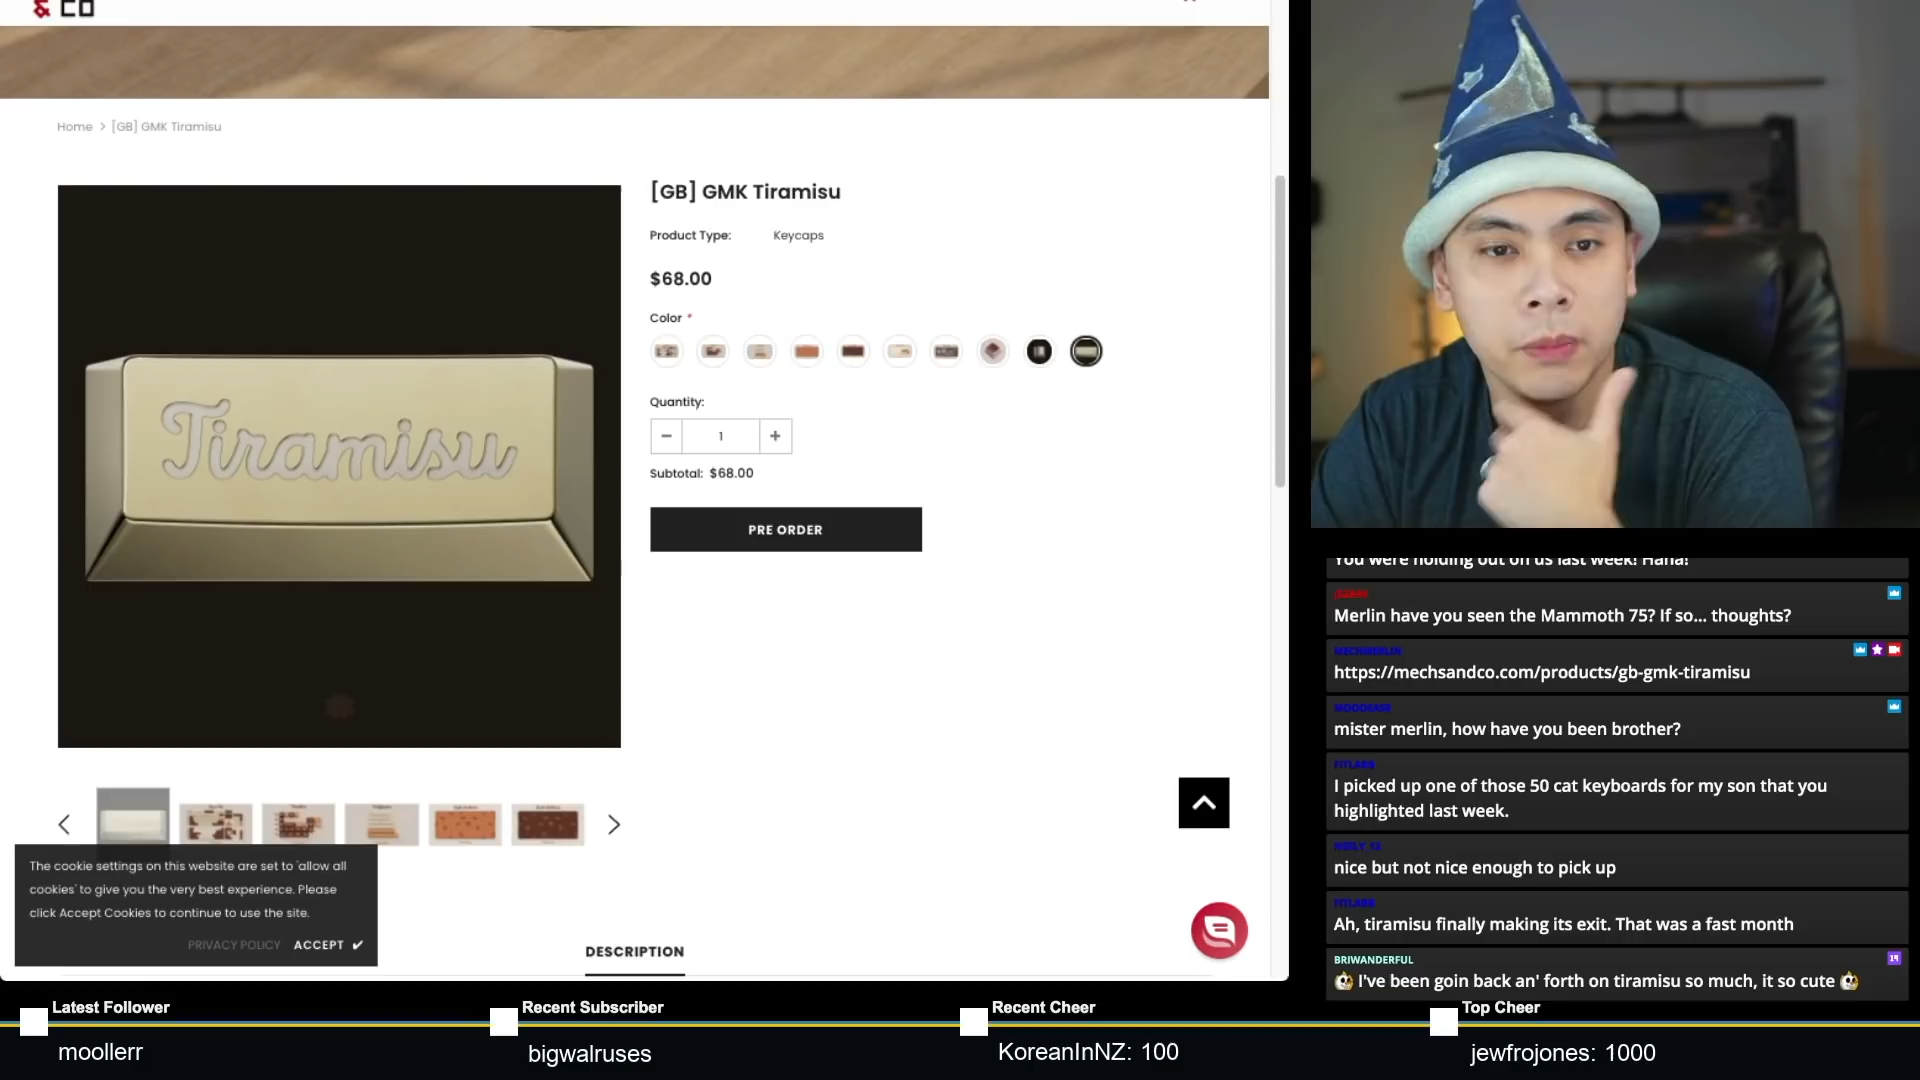 & CO
Home > [GB] GMK Tiramisu
[GB] GMK Tiramisu
Product Type: Keycaps
$68.00
Color *
Quantity:
− 1 +
Subtotal: $68.00
PRE ORDER
Tiramisu
The cookie settings on this website are set to 'allow all
cookies' to give you the very best experience. Please
click Accept Cookies to continue to use the site.
PRIVACY POLICY ACCEPT ✔
DESCRIPTION
You were holding out on us last week! Haha!
Merlin have you seen the Mammoth 75? If so... thoughts?
MECHMERLIN
https://mechsandco.com/products/gb-gmk-tiramisu
mister merlin, how have you been brother?
I picked up one of those 50 cat keyboards for my son that you
highlighted last week.
nice but not nice enough to pick up
Ah, tiramisu finally making its exit. That was a fast month
BRIWANDERFUL
I've been goin back an' forth on tiramisu so much, it so cute
Latest Follower
moollerr
Recent Subscriber
bigwalruses
Recent Cheer
KoreanInNZ: 100
Top Cheer
jewfrojones: 1000